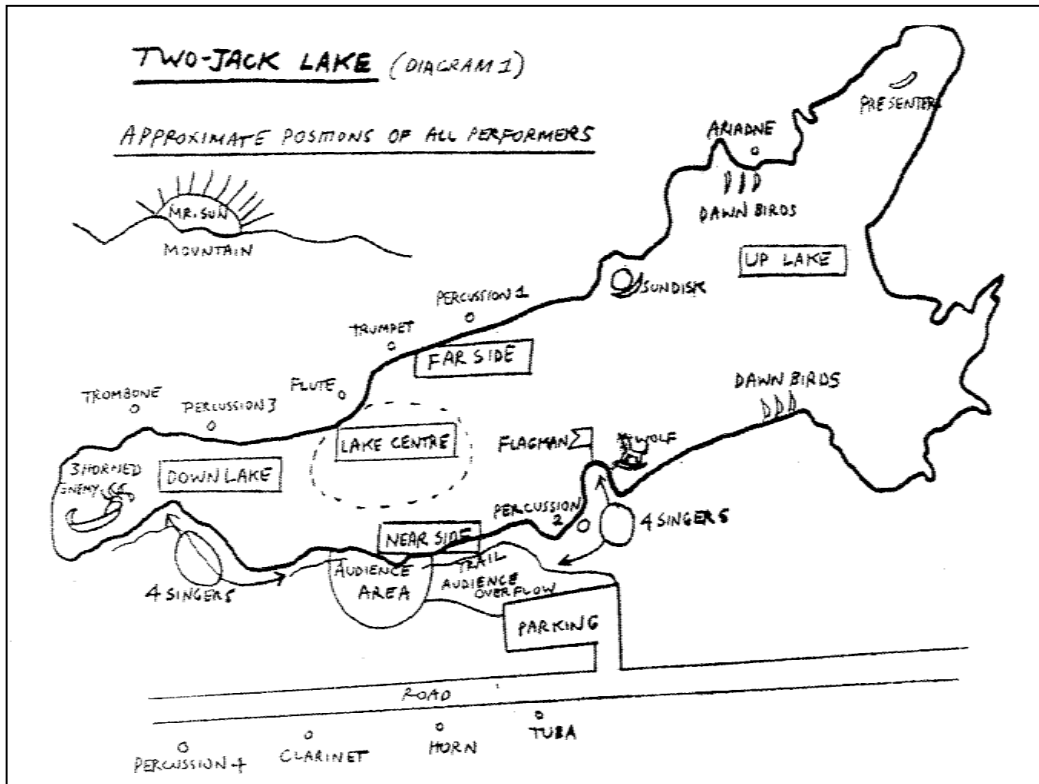 TWO-JACK LAKE (DIAGRAM 1)
APPROXIMATE POSITIONS OF ALL PERFORMERS
MR. SUN
MOUNTAIN
PRESENTER
ARIADNE
DAWN BIRDS
UP LAKE
SUNDISK
PERCUSSION 1
TRUMPET
FAR SIDE
FLUTE
TROMBONE
PERCUSSION 3
DAWN BIRDS
LAKE CENTRE
FLAGMAN
WOLF
3 HORNED
ENEMY
DOWN LAKE
PERCUSSION
2
4 SINGERS
NEAR SIDE
4 SINGERS
AUDIENCE
AREA
TRAIL
AUDIENCE
OVERFLOW
PARKING
ROAD
PERCUSSION 4
CLARINET
HORN
TUBA